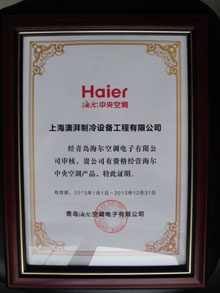 Haier
海尔中央空调
上海澳湃制冷设备工程有限公司
经青岛海尔空调电子有限公
司审核，贵公司有资格经营海尔
中央空调产品，特此证明。
有效期：2013年1月1日-2013年12月31日
青岛海尔空调电子有限公司